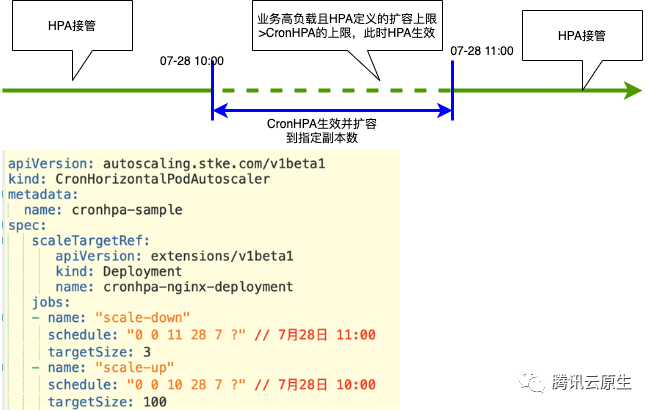 HPA接管
业务高负载且HPA定义的扩容上限
>CronHPA的上限，此时HPA生效
HPA接管
07-28 10:00
07-28 11:00
CronHPA生效并扩容
到指定副本数
apiVersion: autoscaling.stke.com/v1beta1
kind: CronHorizontalPodAutoscaler
metadata:
  name: cronhpa-sample
spec:
   scaleTargetRef:
      apiVersion: extensions/v1beta1
      kind: Deployment
      name: cronhpa-nginx-deployment
   jobs:
   - name: "scale-down"
     schedule: "0 0 11 28 7 ?" // 7月28日 11:00
     targetSize: 3
   - name: "scale-up"
     schedule: "0 0 10 28 7 ?" // 7月28日 10:00
     targetSize: 100
腾讯云原生